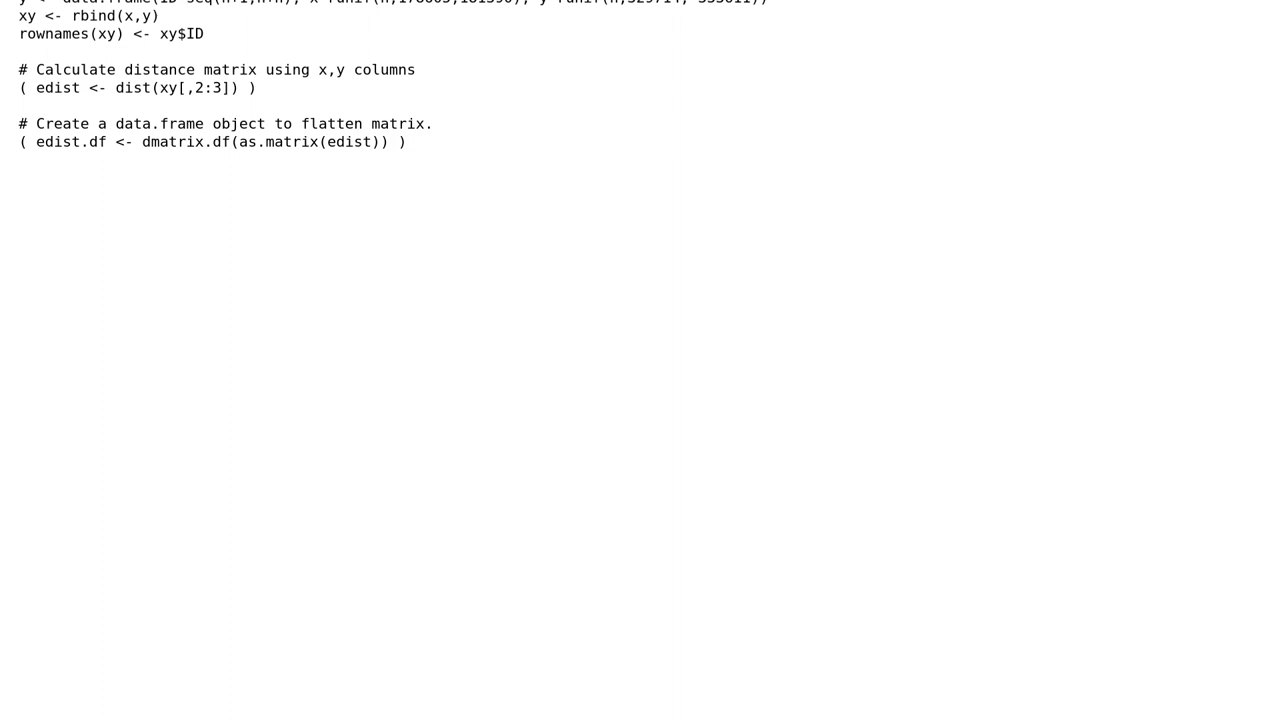 xy <- rbind(x,y)
rownames(xy) <- xy$ID
# Calculate distance matrix using x,y columns
( edist <- dist(xy[,2:3]) )
# Create a data.frame object to flatten matrix.
( edist.df <- dmatrix.df(as.matrix(edist)) )